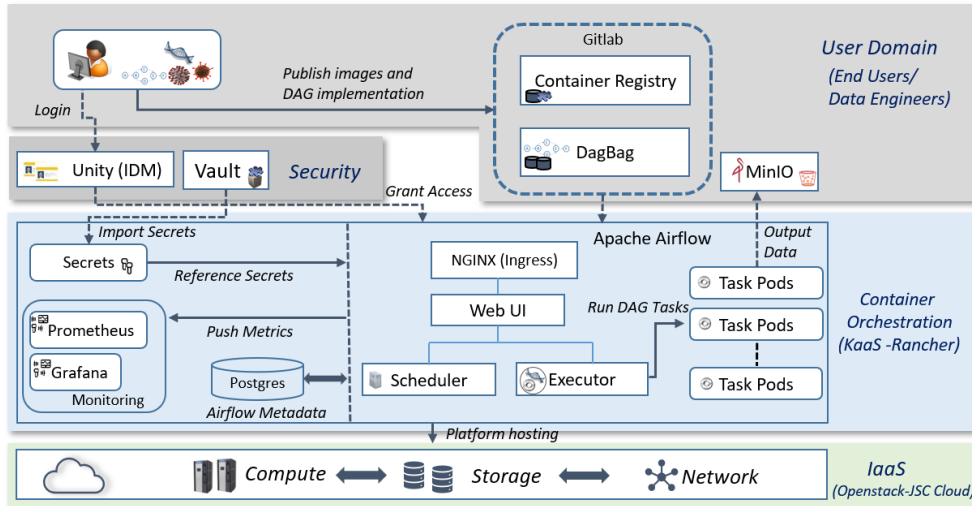 Gitlab
User Domain
(End Users/
Data Engineers)
Publish images and
DAG implementation
Container Registry
DagBag
Login
Unity (IDM)
Vault
Security
MinIO
Grant Access
Import Secrets
Apache Airflow
Output
Data
Secrets
Reference Secrets
NGINX (Ingress)
Task Pods
Web UI
Run DAG Tasks
Container
Orchestration
(KaaS -Rancher)
Prometheus
Push Metrics
Task Pods
Grafana
Monitoring
Postgres
Scheduler
Executor
Task Pods
Airflow Metadata
Platform hosting
Compute
Storage
Network
IaaS
(Openstack-JSC Cloud)